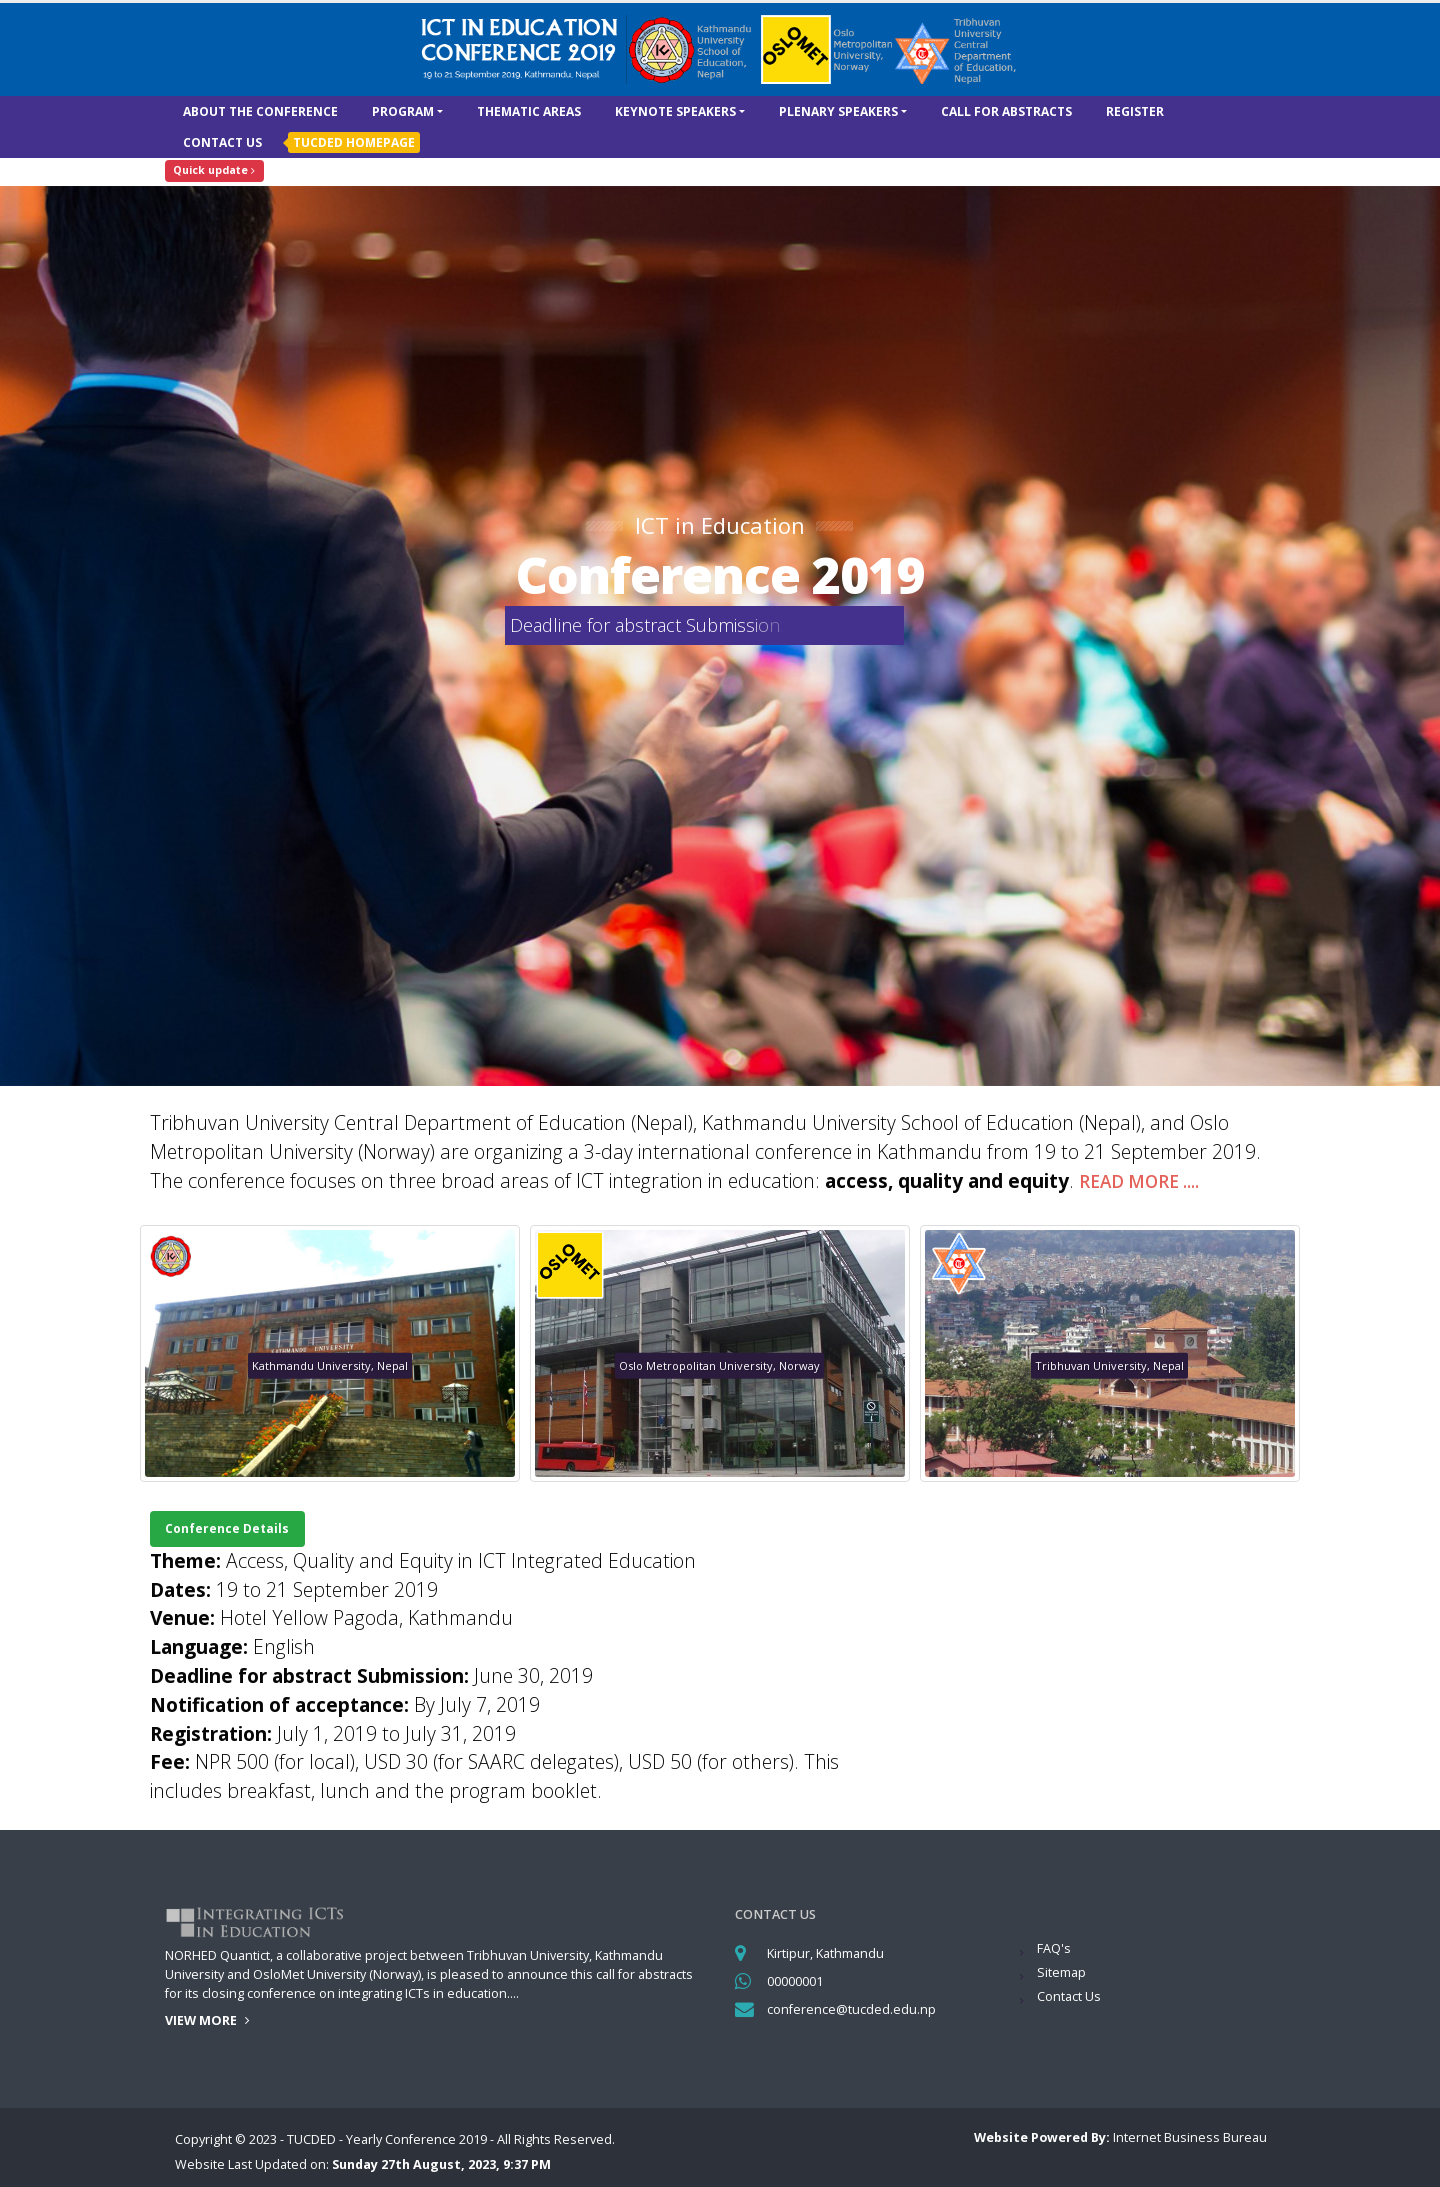 ICT IN EDUCATION
CONFERENCE 2019
19 to 21 September 2019, Kathmandu, Nepal
Kathmandu
University
School of
Education,
Nepal
OSLOMET
Oslo
Metropolitan
University,
Norway
Tribhuvan
University
Central
Department
of Education,
Nepal
ABOUT THE CONFERENCE PROGRAM THEMATIC AREAS KEYNOTE SPEAKERS PLENARY SPEAKERS CALL FOR ABSTRACTS REGISTER
CONTACT US TUCDED HOMEPAGE
Quick update
ICT in Education
Conference 2019
Deadline for abstract Submission
Tribhuvan University Central Department of Education (Nepal), Kathmandu University School of Education (Nepal), and Oslo
Metropolitan University (Norway) are organizing a 3-day international conference in Kathmandu from 19 to 21 September 2019.
The conference focuses on three broad areas of ICT integration in education: access, quality and equity. READ MORE ....
OSLOMET
KATHMANDU UNIVERSITY
Kathmandu University, Nepal
Oslo Metropolitan University, Norway
Tribhuvan University, Nepal
Conference Details
Theme: Access, Quality and Equity in ICT Integrated Education
Dates: 19 to 21 September 2019
Venue: Hotel Yellow Pagoda, Kathmandu
Language: English
Deadline for abstract Submission: June 30, 2019
Notification of acceptance: By July 7, 2019
Registration: July 1, 2019 to July 31, 2019
Fee: NPR 500 (for local), USD 30 (for SAARC delegates), USD 50 (for others). This
includes breakfast, lunch and the program booklet.
INTEGRATING ICTS
IN EDUCATION
NORHED Quantict, a collaborative project between Tribhuvan University, Kathmandu
University and OsloMet University (Norway), is pleased to announce this call for abstracts
for its closing conference on integrating ICTs in education....
VIEW MORE
CONTACT US
Kirtipur, Kathmandu
00000001
conference@tucded.edu.np
FAQ's
Sitemap
Contact Us
Copyright © 2023 - TUCDED - Yearly Conference 2019 - All Rights Reserved.
Website Last Updated on: Sunday 27th August, 2023, 9:37 PM
Website Powered By: Internet Business Bureau